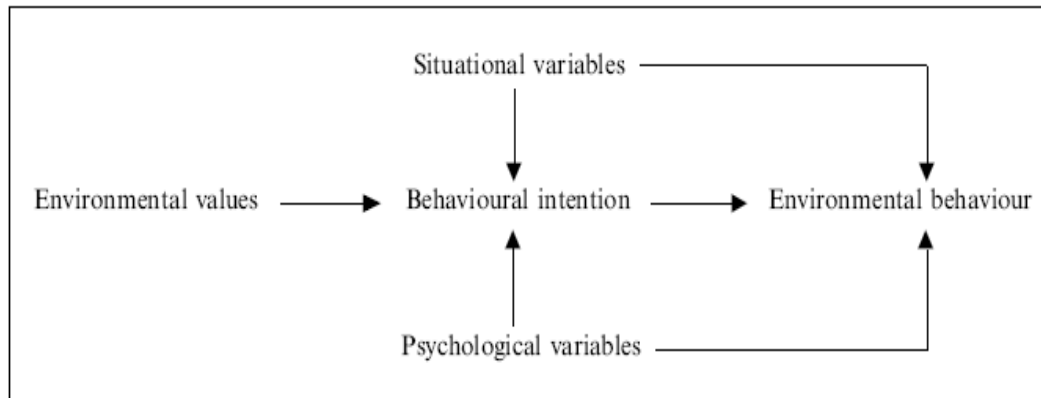 Situational variables
Environmental values
Behavioural intention
Environmental behaviour
Psychological variables